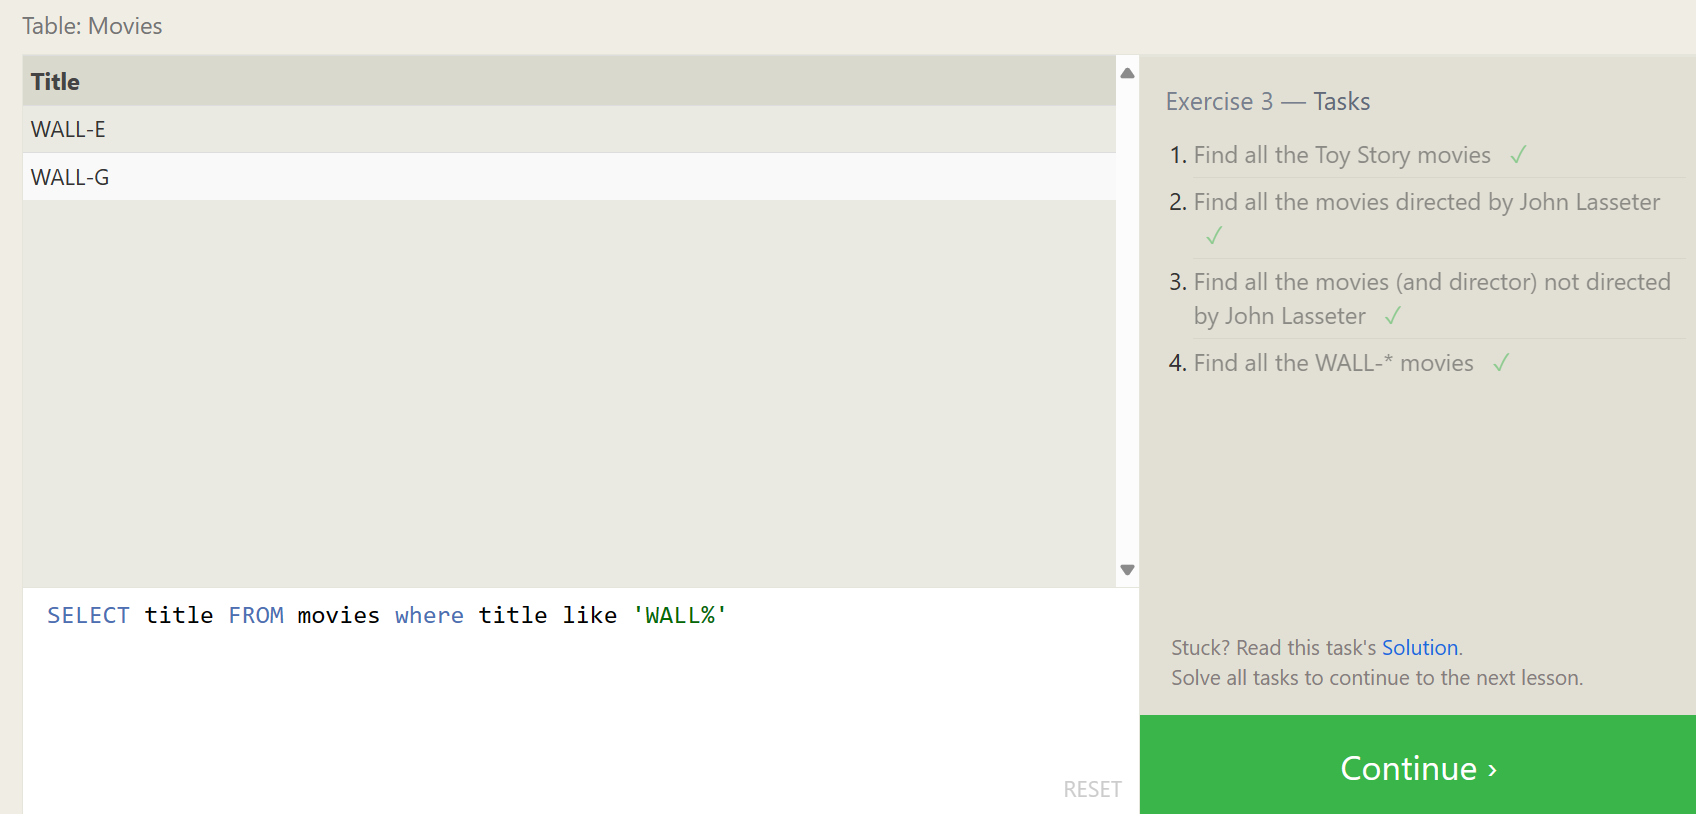 Table: Movies
Title
WALL-E
WALL-G
SELECT title FROM movies where title like 'WALL%'
RESET
Exercise 3 — Tasks
1. Find all the Toy Story movies ✓
2. Find all the movies directed by John Lasseter
✓
3. Find all the movies (and director) not directed
by John Lasseter ✓
4. Find all the WALL-* movies ✓
Stuck? Read this task's Solution.
Solve all tasks to continue to the next lesson.
Continue ›